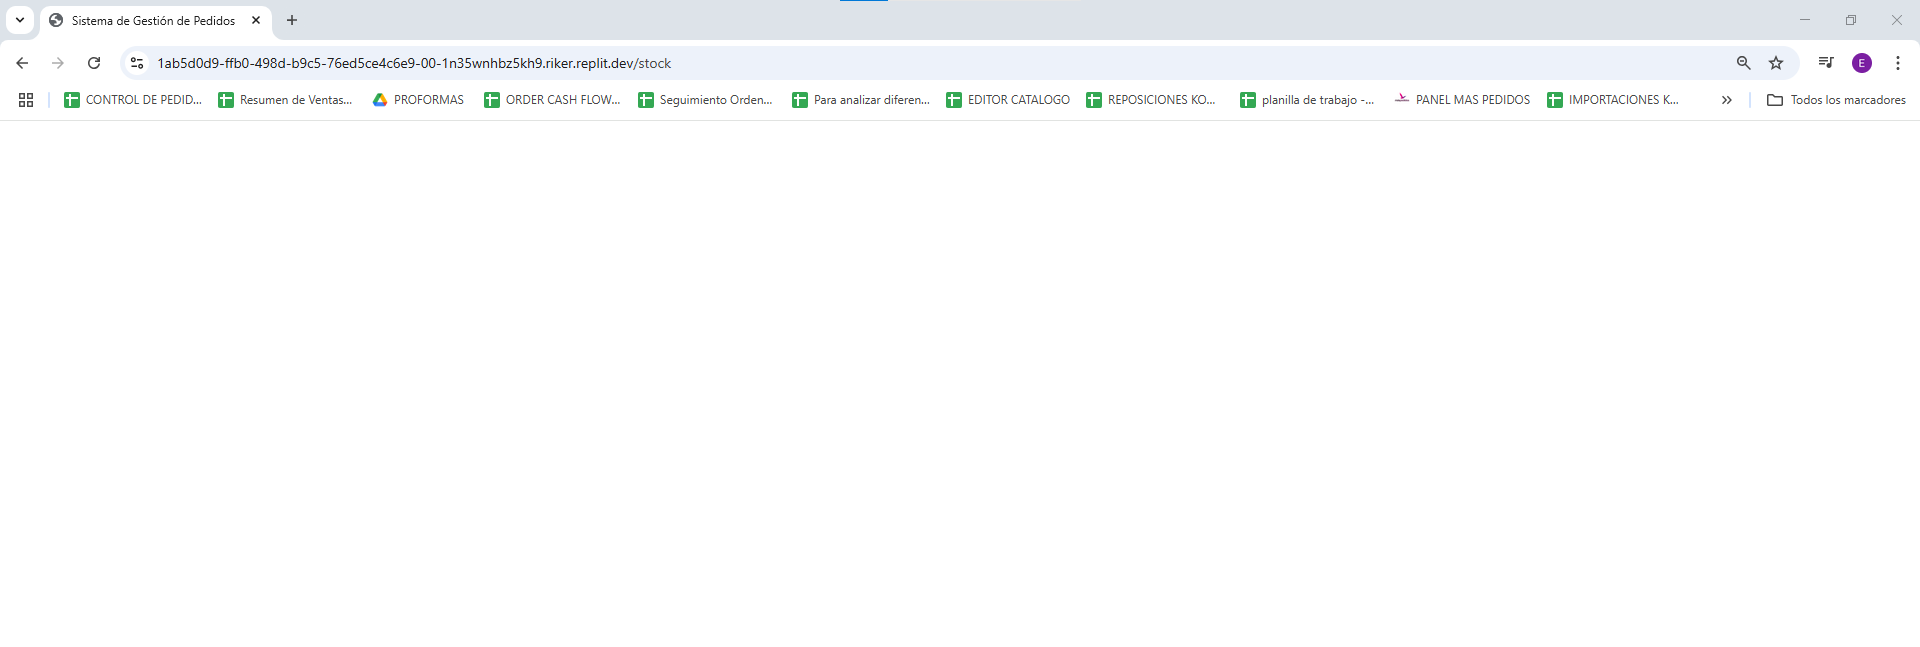 Sistema de Gestión de Pedidos
1ab5d0d9-ffb0-498d-b9c5-76ed5ce4c6e9-00-1n35wnhbz5kh9.riker.replit.dev/stock
E
CONTROL DE PEDID... Resumen de Ventas... PROFORMAS ORDER CASH FLOW... Seguimiento Orden... Para analizar diferen... EDITOR CATALOGO REPOSICIONES KO... planilla de trabajo -... PANEL MAS PEDIDOS IMPORTACIONES K... Todos los marcadores